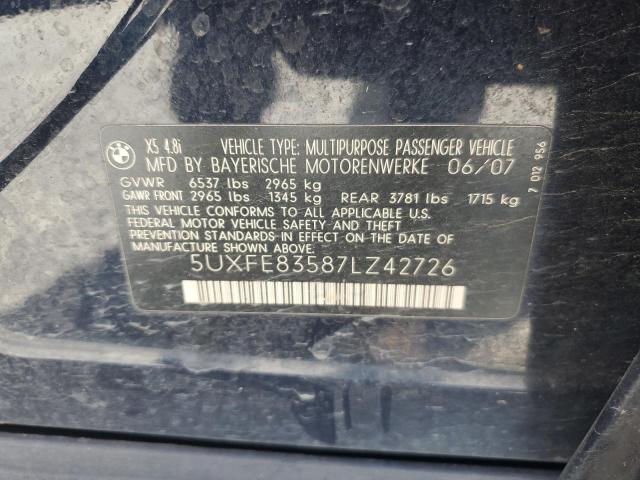 X5 4.8i VEHICLE TYPE: MULTIPURPOSE PASSENGER VEHICLE
MFD BY BAYERISCHE MOTORENWERKE 06/07
GVWR 6537 lbs 2965 kg
GAWR FRONT 2965 lbs 1345 kg REAR 3781 lbs 1715 kg
THIS VEHICLE CONFORMS TO ALL APPLICABLE U.S.
FEDERAL MOTOR VEHICLE SAFETY, BUMPER, AND THEFT
PREVENTION STANDARDS IN EFFECT ON THE DATE
OF MANUFACTURE SHOWN ABOVE.
5UXFE83587LZ42726
7 012 956